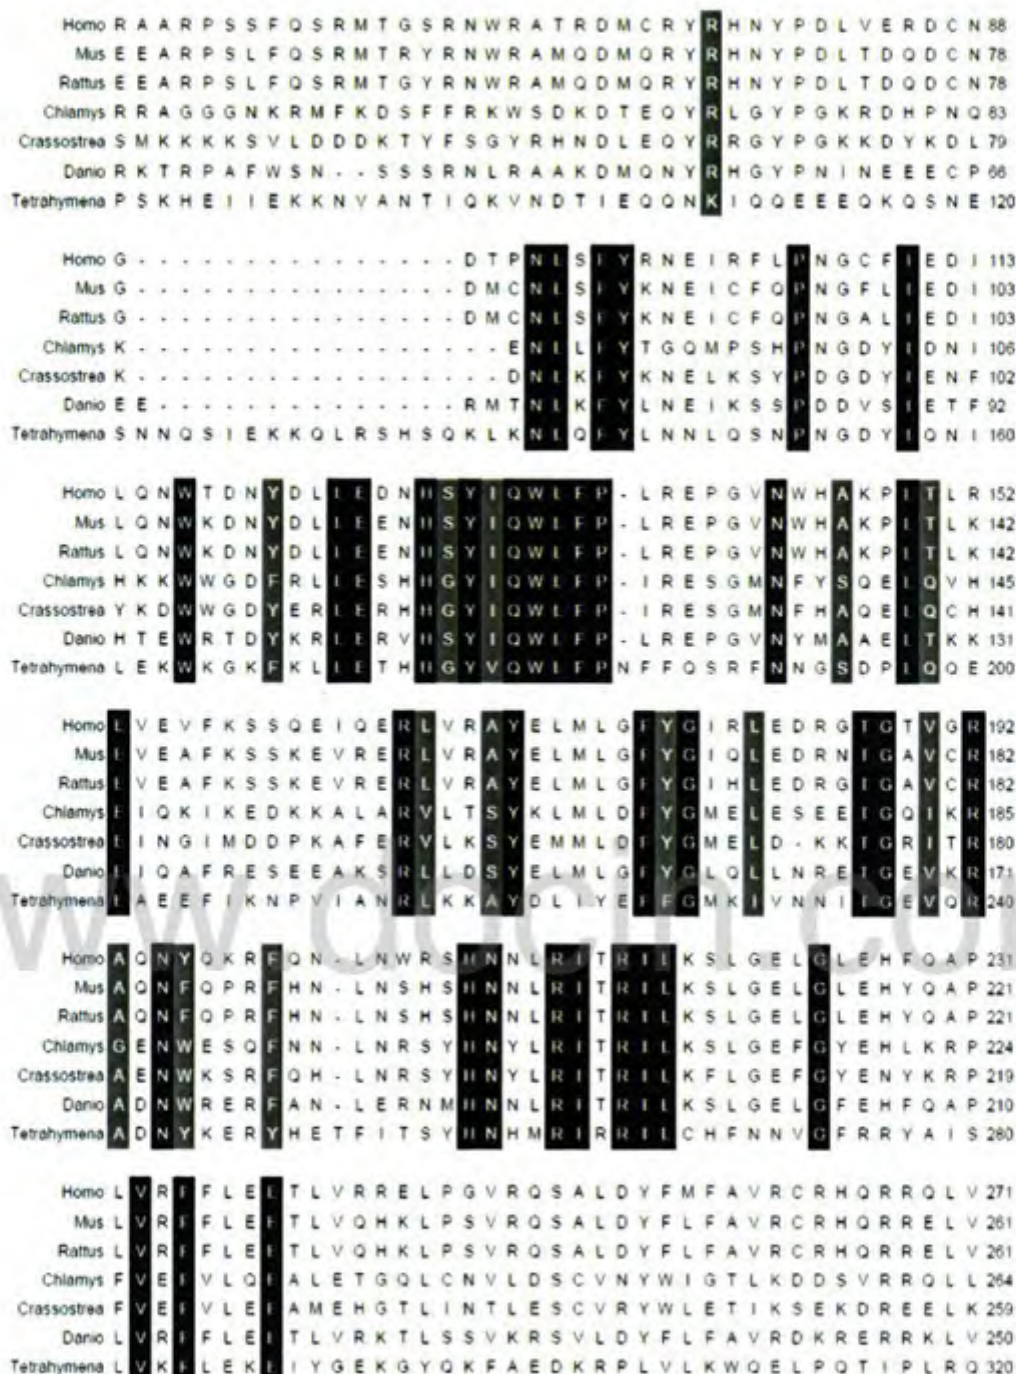 Homo R A A R P S S F Q S R M T G S R N W R A T R D M C R Y R H N Y P D L V E R D C N 88
Mus E E A R P S L F Q S R M T R Y R N W R A M Q D M Q R Y R H N Y P D L T D Q D C N 78
Rattus E E A R P S L F Q S R M T G Y R N W R A M Q D M Q R Y R H N Y P D L T D Q D C N 78
Chlamys R R A G G G N K R M F K D S F F R K W S D K D T E Q Y R L G Y P G K R D H P N Q 83
Crassostrea S M K K K K S V L D D D K T Y F S G Y R H N D L E Q Y R R G Y P G K K D Y K D L 79
Danio R K T R P A F W S N - - S S S R N L R A A K D M Q N Y R H G Y P N I N E E E C P 66
Tetrahymena P S K H E I I E K K N V A N T I Q K V N D T I E Q Q N K I Q Q E E E Q K Q S N E 120
Homo G - - - - - - - - - - - - - - - D T P N L S F Y R N E I R F L P N G C F I E D I 113
Mus G - - - - - - - - - - - - - - - D M C N L S F Y K N E I C F Q P N G F L I E D I 103
Rattus G - - - - - - - - - - - - - - - D M C N L S F Y K N E I C F Q P N G A L I E D I 103
Chlamys K - - - - - - - - - - - - - - - - - E N L L F Y T G Q M P S H P N G D Y I D N I 106
Crassostrea K - - - - - - - - - - - - - - - - - D N L K F Y K N E L K S Y P D G D Y I E N F 102
Danio E E - - - - - - - - - - - - - - R M T N L K F Y L N E I K S S P D D V S I E T F 92
Tetrahymena S N N Q S I E K K Q L R S H S Q K L K N L Q F Y L N N L Q S N P N G D Y I Q N I 160
Homo L Q N W T D N Y D L L E D N H S Y I Q W L F P - L R E P G V N W H A K P L T L R 152
Mus L Q N W K D N Y D L L E E N H S Y I Q W L F P - L R E P G V N W H A K P L T L K 142
Rattus L Q N W K D N Y D L L E E N H S Y I Q W L F P - L R E P G V N W H A K P L T L K 142
Chlamys H K K W W G D F R L L E S H H G Y I Q W L F P - I R E S G M N F Y S Q E L Q V H 145
Crassostrea Y K D W W G D Y E R L E R H H G Y I Q W L F P - I R E S G M N F H A Q E L Q C H 141
Danio H T E W R T D Y K R L E R V H S Y I Q W L F P - L R E P G V N Y M A A E L T K K 131
Tetrahymena L E K W K G K F K L L E T H H G Y V Q W L F P N F F Q S R F N N G S D P L Q Q E 200
Homo E V E V F K S S Q E I Q E R L V R A Y E L M L G F Y G I R L E D R G T G T V G R 192
Mus E V E A F K S S K E V R E R L V R A Y E L M L G F Y G I Q L E D R N T G A V C R 182
Rattus E V E A F K S S K E V R E R L V R A Y E L M L G F Y G I H L E D R G T G A V C R 182
Chlamys E I Q K I K E D K K A L A R V L T S Y K L M L D F Y G M E L E S E E T G Q I K R 185
Crassostrea E I N G I M D D P K A F E R V L K S Y E M M L D F Y G M E L D - K K T G R I T R 180
Danio E I Q A F R E S E E A K S R L L D S Y E L M L G F Y G L Q L L N R E T G E V K R 171
Tetrahymena E A E E F I K N P V I A N R L K K A Y D L I Y E F F G M K I V N N I T G E V Q R 240
Homo A Q N Y Q K R F Q N - L N W R S H N N L R I T R I L K S L G E L G L E H F Q A P 231
Mus A Q N F Q P R F H N - L N S H S H N N L R I T R I L K S L G E L G L E H Y Q A P 221
Rattus A Q N F Q P R F H N - L N S H S H N N L R I T R I L K S L G E L G L E H Y Q A P 221
Chlamys G E N W E S Q F N N - L N R S Y H N Y L R I T R I L K S L G E F G Y E H L K R P 224
Crassostrea A E N W K S R F Q H - L N R S Y H N Y L R I T R I L K F L G E F G Y E N Y K R P 219
Danio A D N W R E R F A N - L E R N M H N N L R I T R I L K S L G E L G F E H F Q A P 210
Tetrahymena A D N Y K E R Y H E T F I T S Y H N H M R I R R I L C H F N N V G F R R Y A I S 280
Homo L V R F F L E E T L V R R E L P G V R Q S A L D Y F M F A V R C R H Q R R Q L V 271
Mus L V R F F L E E T L V Q H K L P S V R Q S A L D Y F L F A V R C R H Q R R E L V 261
Rattus L V R F F L E E T L V Q H K L P S V R Q S A L D Y F L F A V R C R H Q R R E L V 261
Chlamys F V E F V L Q E A L E T G Q L C N V L D S C V N Y W I G T L K D D S V R R Q L L 264
Crassostrea F V E F V L E E A M E H G T L I N T L E S C V R Y W L E T I K S E K D R E E L K 259
Danio L V R F F L E E T L V R K T L S S V K R S V L D Y F L F A V R D K R E R R K L V 250
Tetrahymena L V K F L E K E I Y G E K G Y Q K F A E D K R P L V L K W Q E L P Q T I P L R Q 320